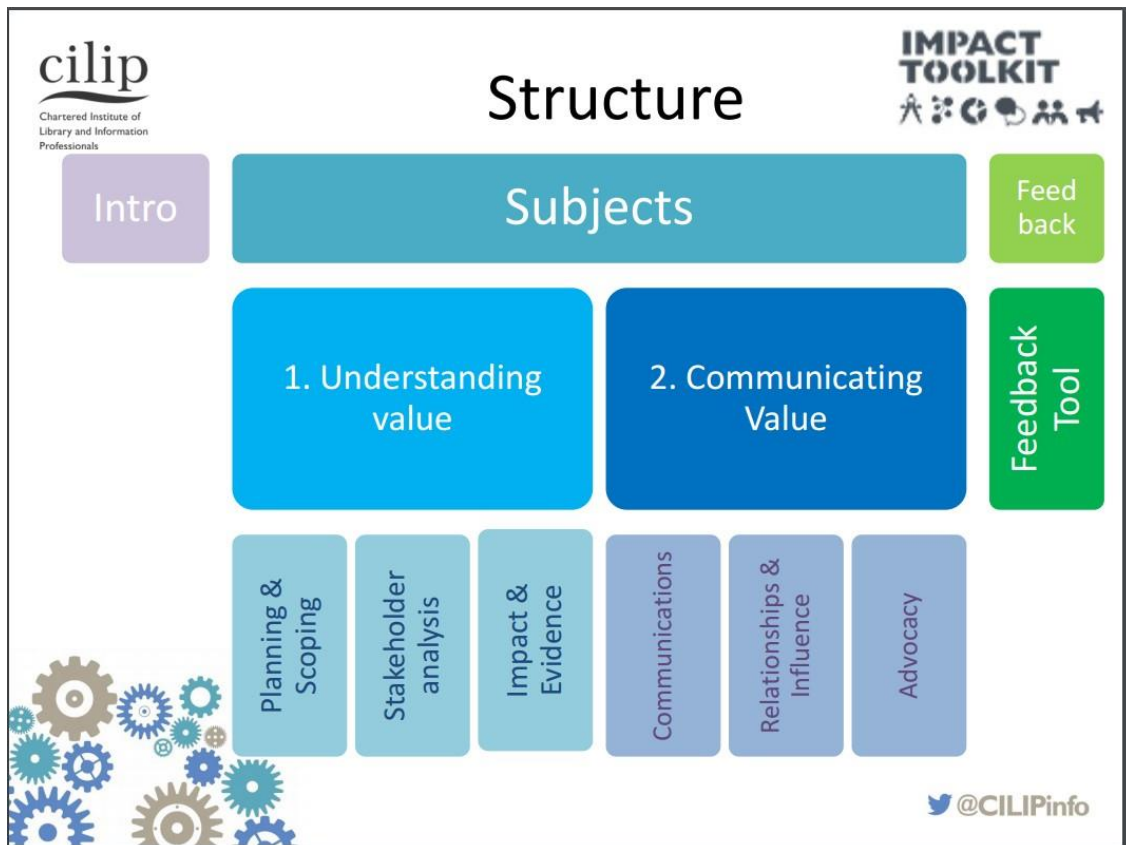 cilip
Chartered Institute of
Library and Information
Professionals
Structure
IMPACT
TOOLKIT
Intro
Subjects
Feed
back
1. Understanding
value
2. Communicating
Value
Feedback
Tool
Planning &
Scoping
Stakeholder
analysis
Impact &
Evidence
Communications
Relationships &
Influence
Advocacy
@CILIPinfo